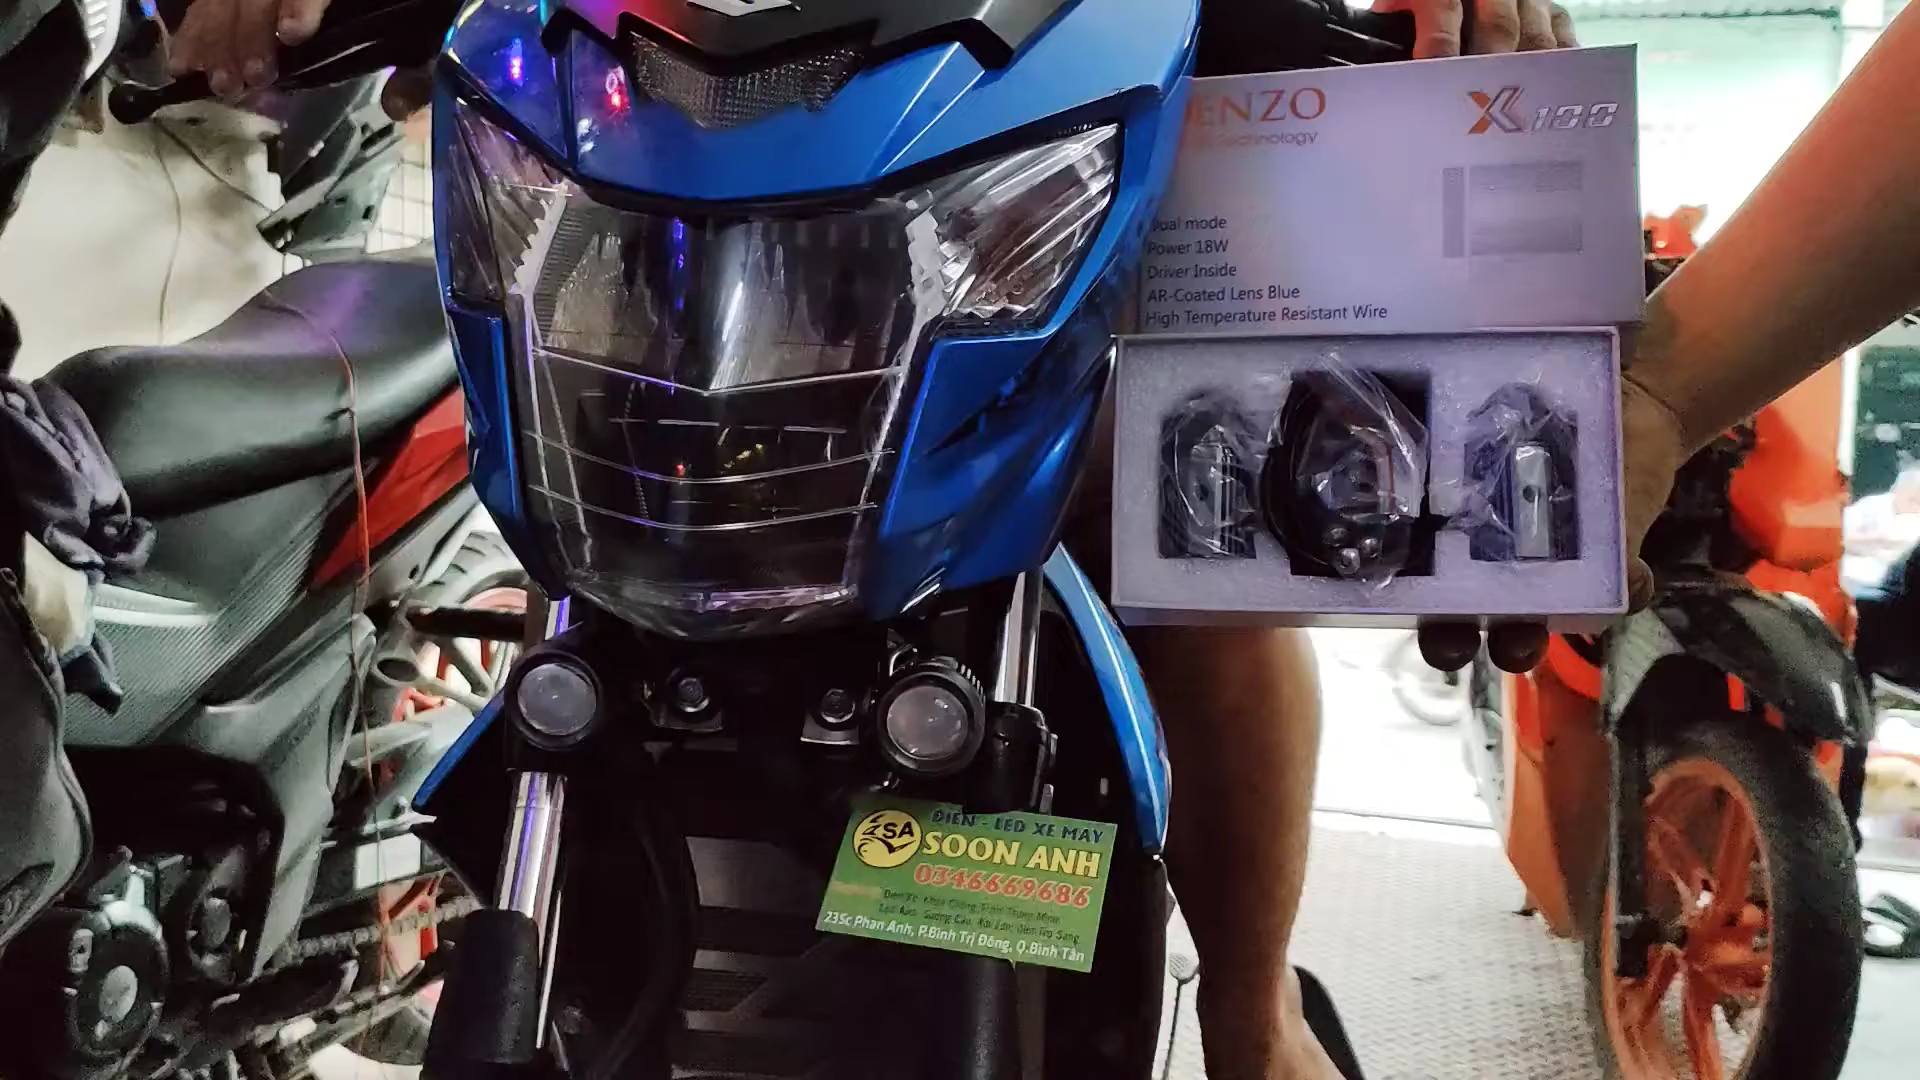 ENZO
Technology
X100
Dual mode
Power 18W
Driver Inside
AR-Coated Lens Blue
High Temperature Resistant Wire
SA
ĐIỆN - LED XE MÁY
SOON ANH
0346669686
235c Phan Anh, P.Bình Trị Đông, Q.Bình Tân